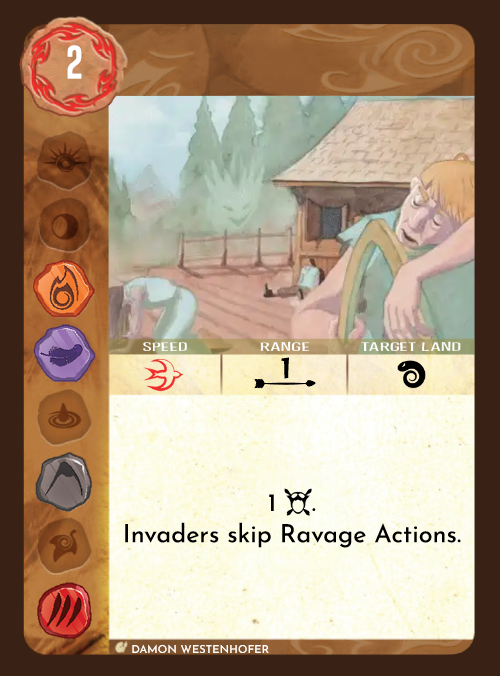 2
SPEED RANGE TARGET LAND
1
1 .
Invaders skip Ravage Actions.
DAMON WESTENHOFER